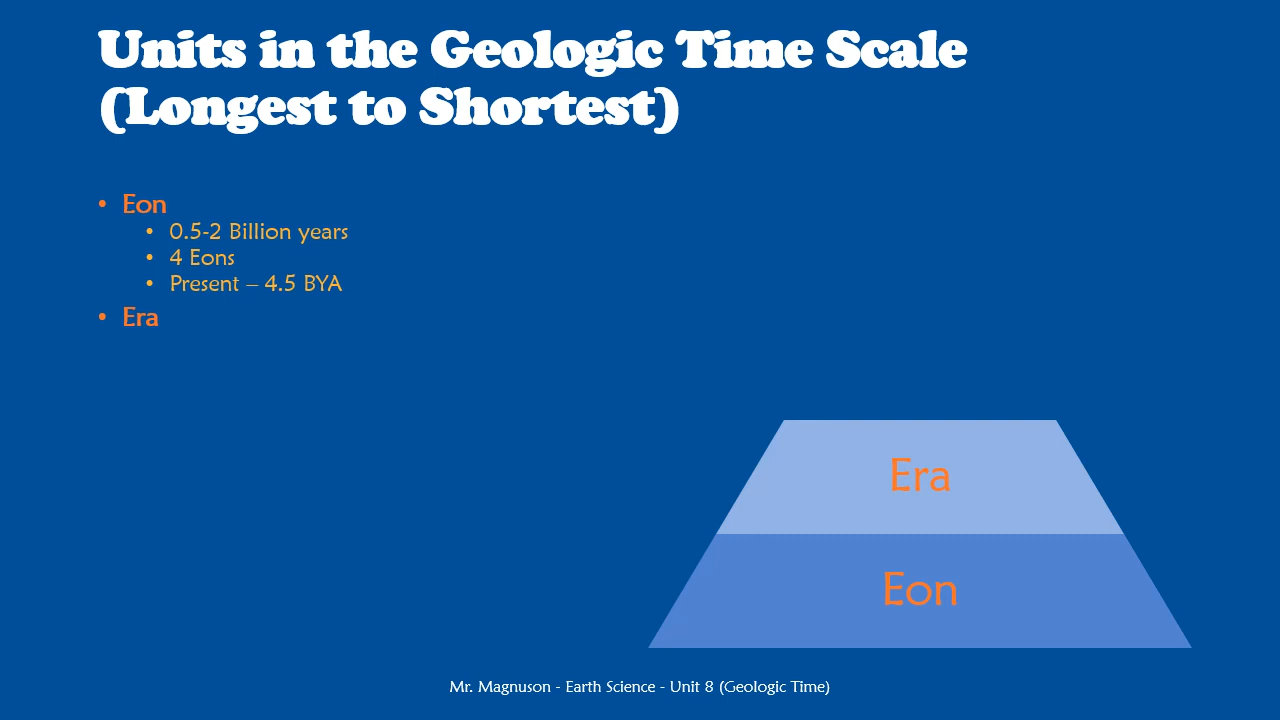 Units in the Geologic Time Scale
(Longest to Shortest)
• Eon
• 0.5-2 Billion years
• 4 Eons
• Present – 4.5 BYA
• Era
Era
Eon
Mr. Magnuson - Earth Science - Unit 8 (Geologic Time)